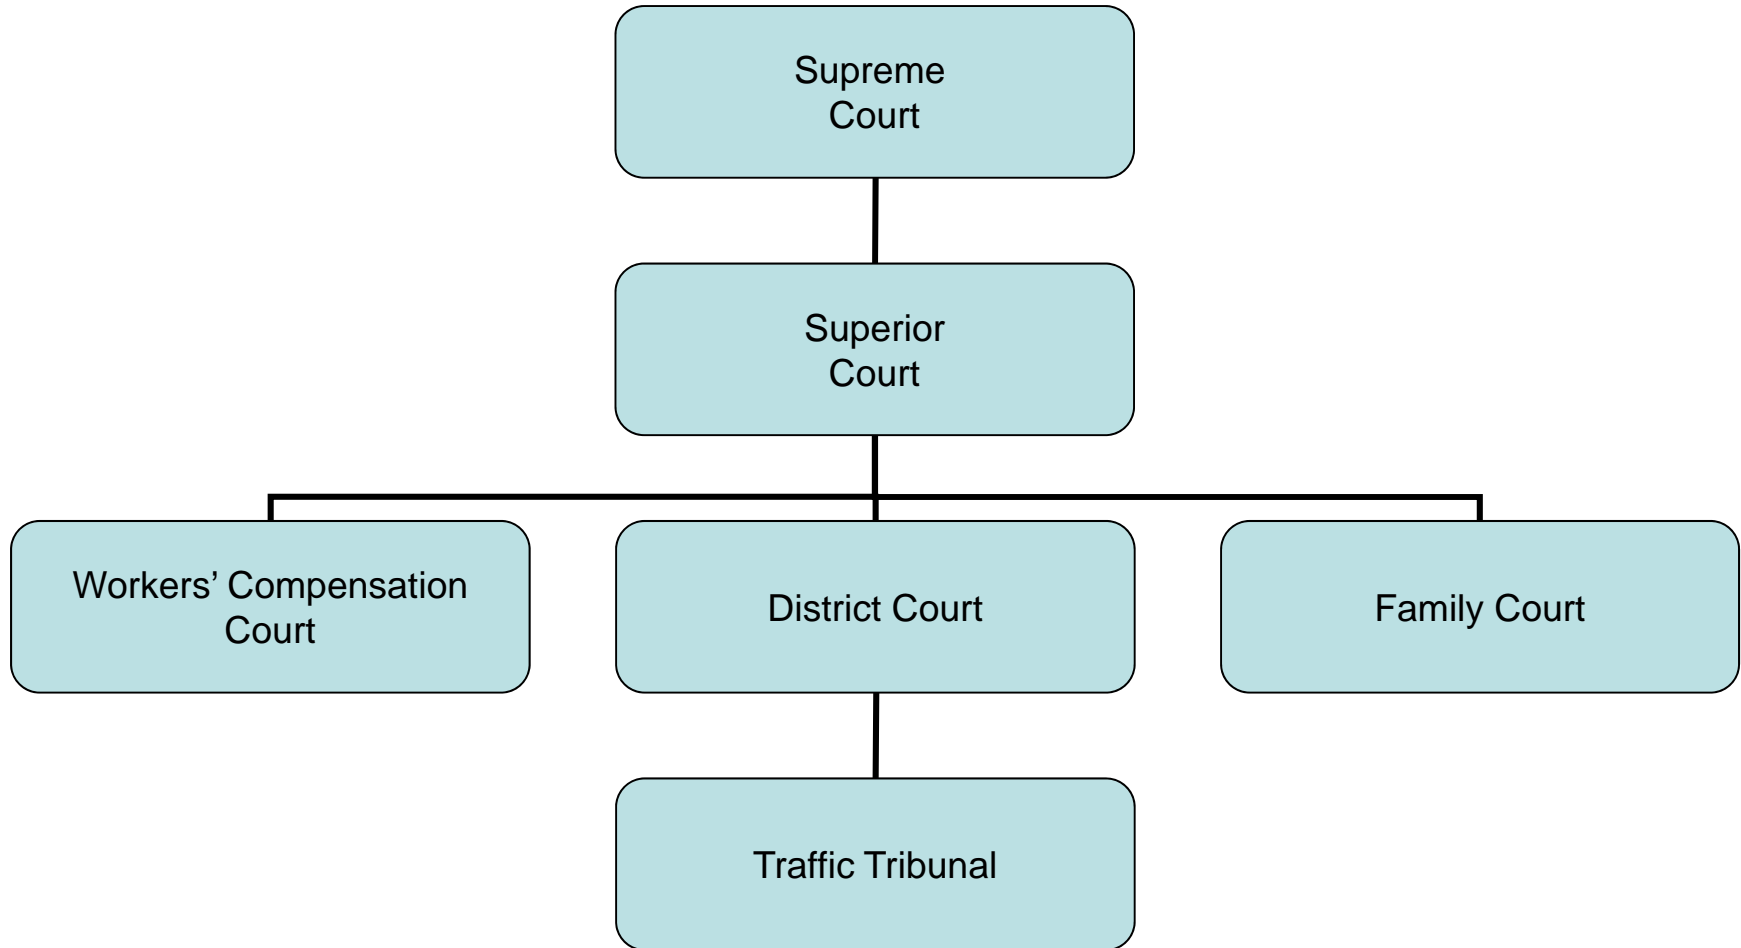 Supreme
Court
Superior
Court
Workers’ Compensation
Court
District Court
Family Court
Traffic Tribunal